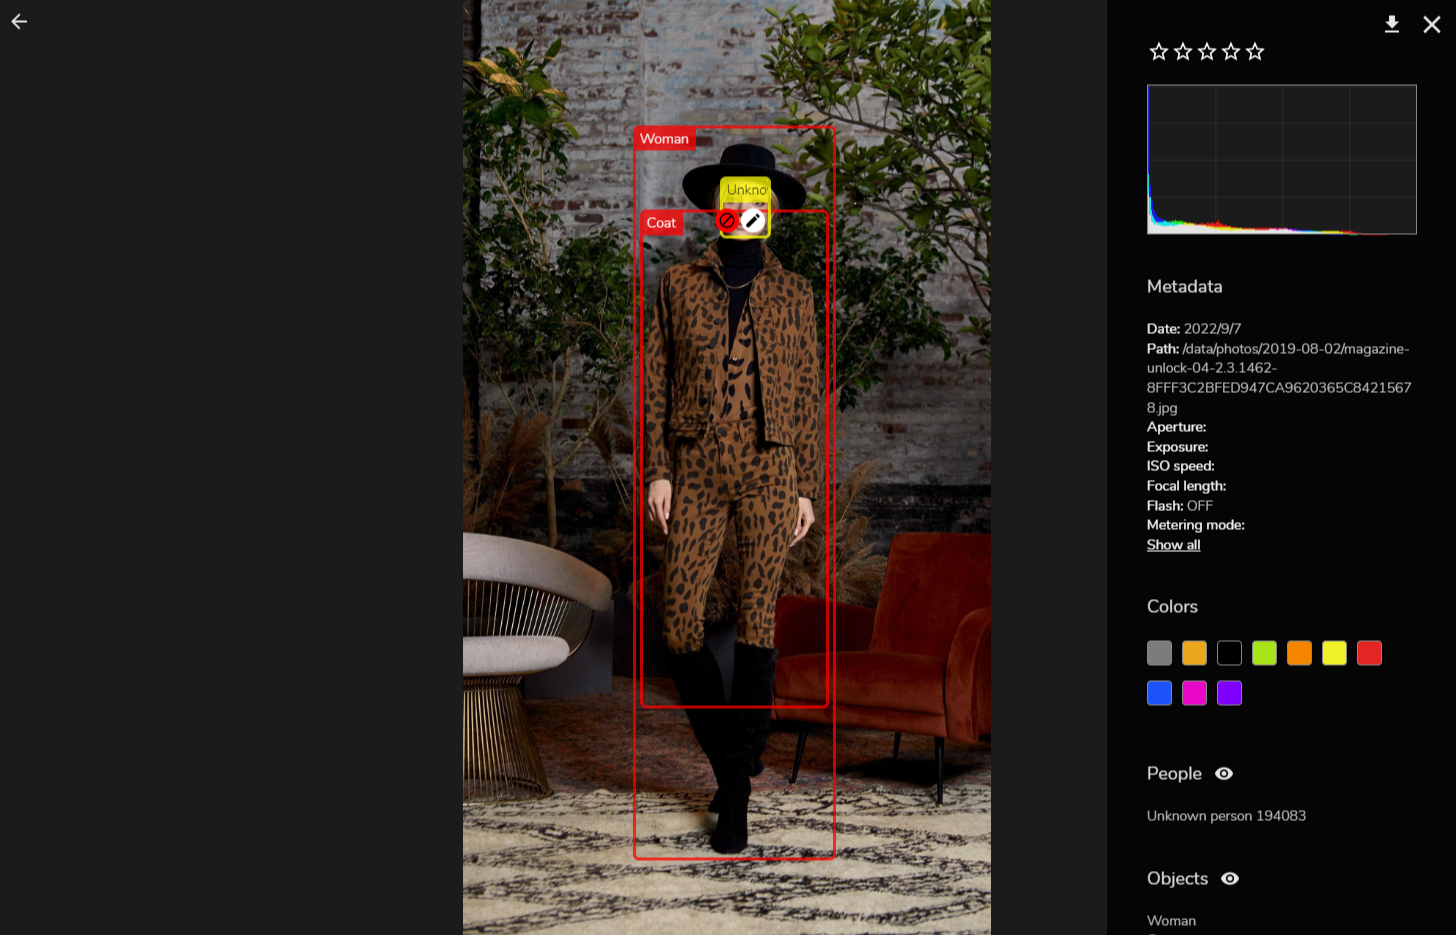 Woman
Unkno
Coat
Metadata
Date: 2022/9/7
Path: /data/photos/2019-08-02/magazine-
unlock-04-2.3.1462-
8FFF3C2BFED947CA9620365C8421567
8.jpg
Aperture:
Exposure:
ISO speed:
Focal length:
Flash: OFF
Metering mode:
Show all
Colors
People
Unknown person 194083
Objects
Woman